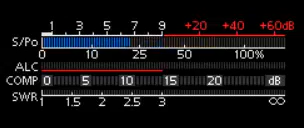 1 3 5 7 9 +20 +40 +60dB
S/Po
0 10 25 50 100%
ALC
COMP 0 5 10 15 20 dB
SWR
1 1.5 2 2.5 3 ∞